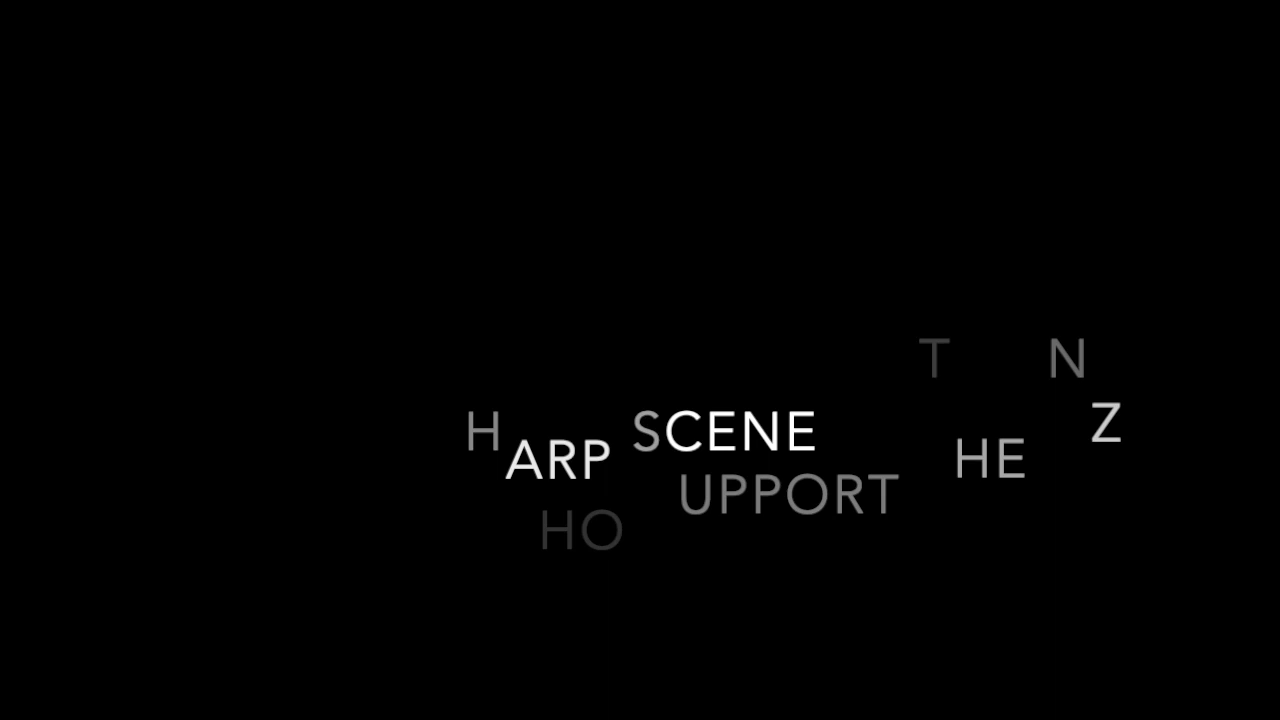 T N
Z
H SCENE
ARP HE
UPPORT
HO